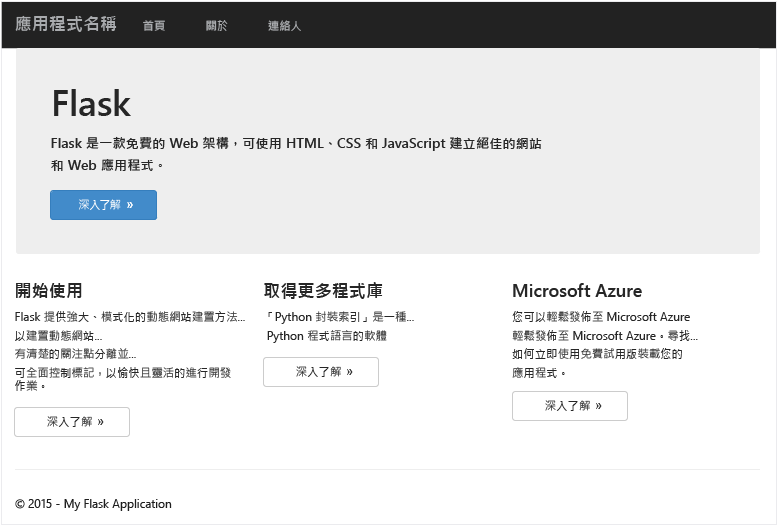 應用程式名稱 首頁 關於 連絡人
Flask
Flask 是一款免費的 Web 架構，可使用 HTML、CSS 和 JavaScript 建立絕佳的網站
和 Web 應用程式。
深入了解 »
開始使用
Flask 提供強大、模式化的動態網站建置方法...
以建置動態網站...
有清楚的關注點分離並...
可全面控制標記，以愉快且靈活的進行開發
作業。
深入了解 »
取得更多程式庫
「Python 封裝索引」是一種...
Python 程式語言的軟體
深入了解 »
Microsoft Azure
您可以輕鬆發佈至 Microsoft Azure
輕鬆發佈至 Microsoft Azure。尋找...
如何立即使用免費試用版裝載您的
應用程式。
深入了解 »
© 2015 - My Flask Application